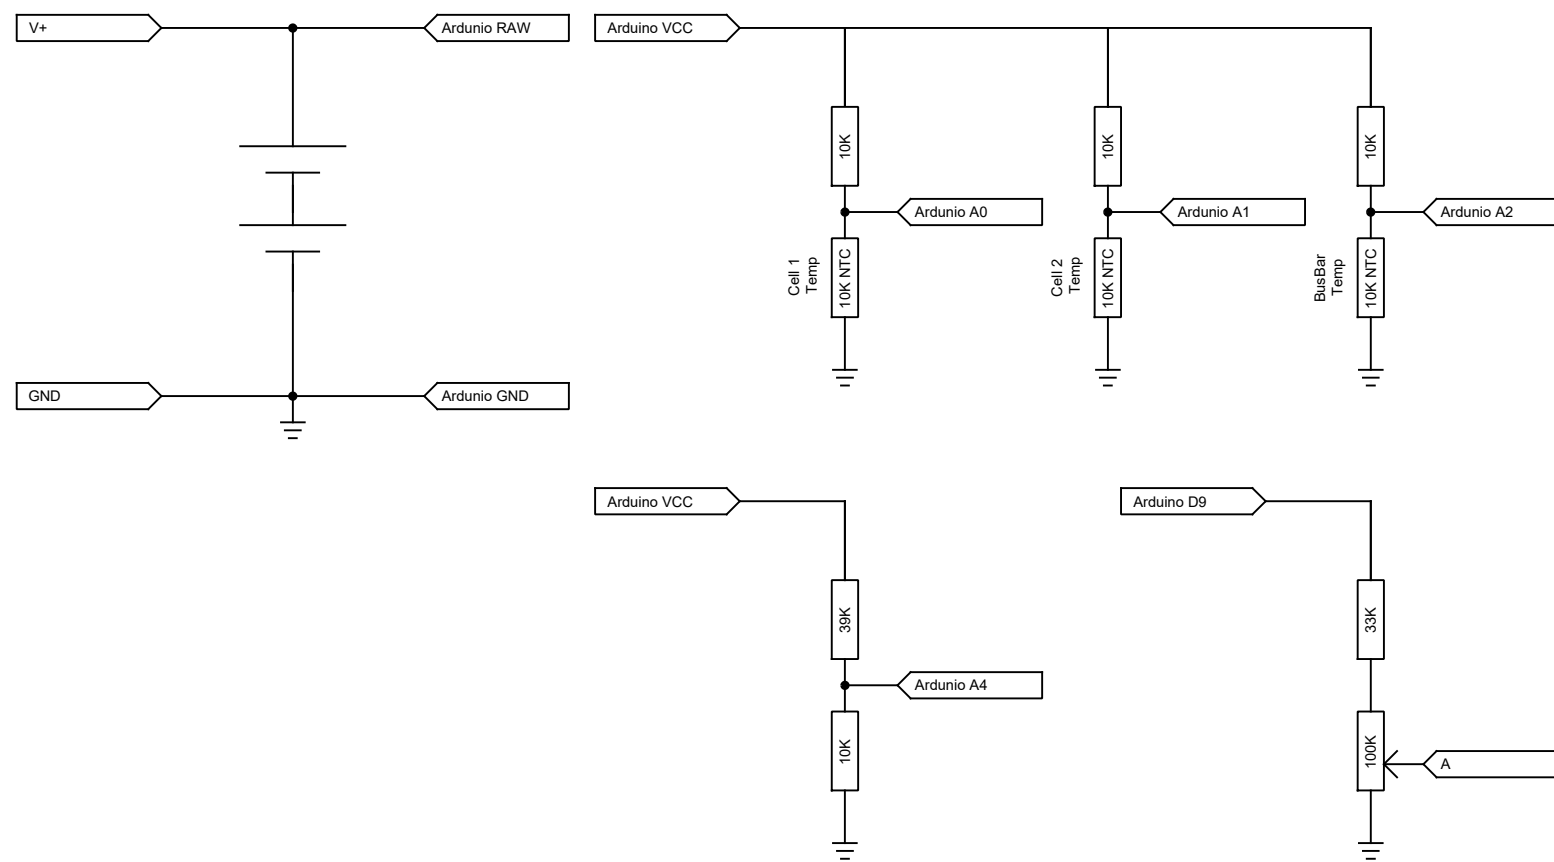 V+
Ardunio RAW
Arduino VCC
10K
10K
10K
Ardunio A0
Ardunio A1
Ardunio A2
Cell 1
Temp
10K NTC
Cell 2
Temp
10K NTC
BusBar
Temp
10K NTC
GND
Ardunio GND
Arduino VCC
Arduino D9
39K
33K
Ardunio A4
10K
100K
A